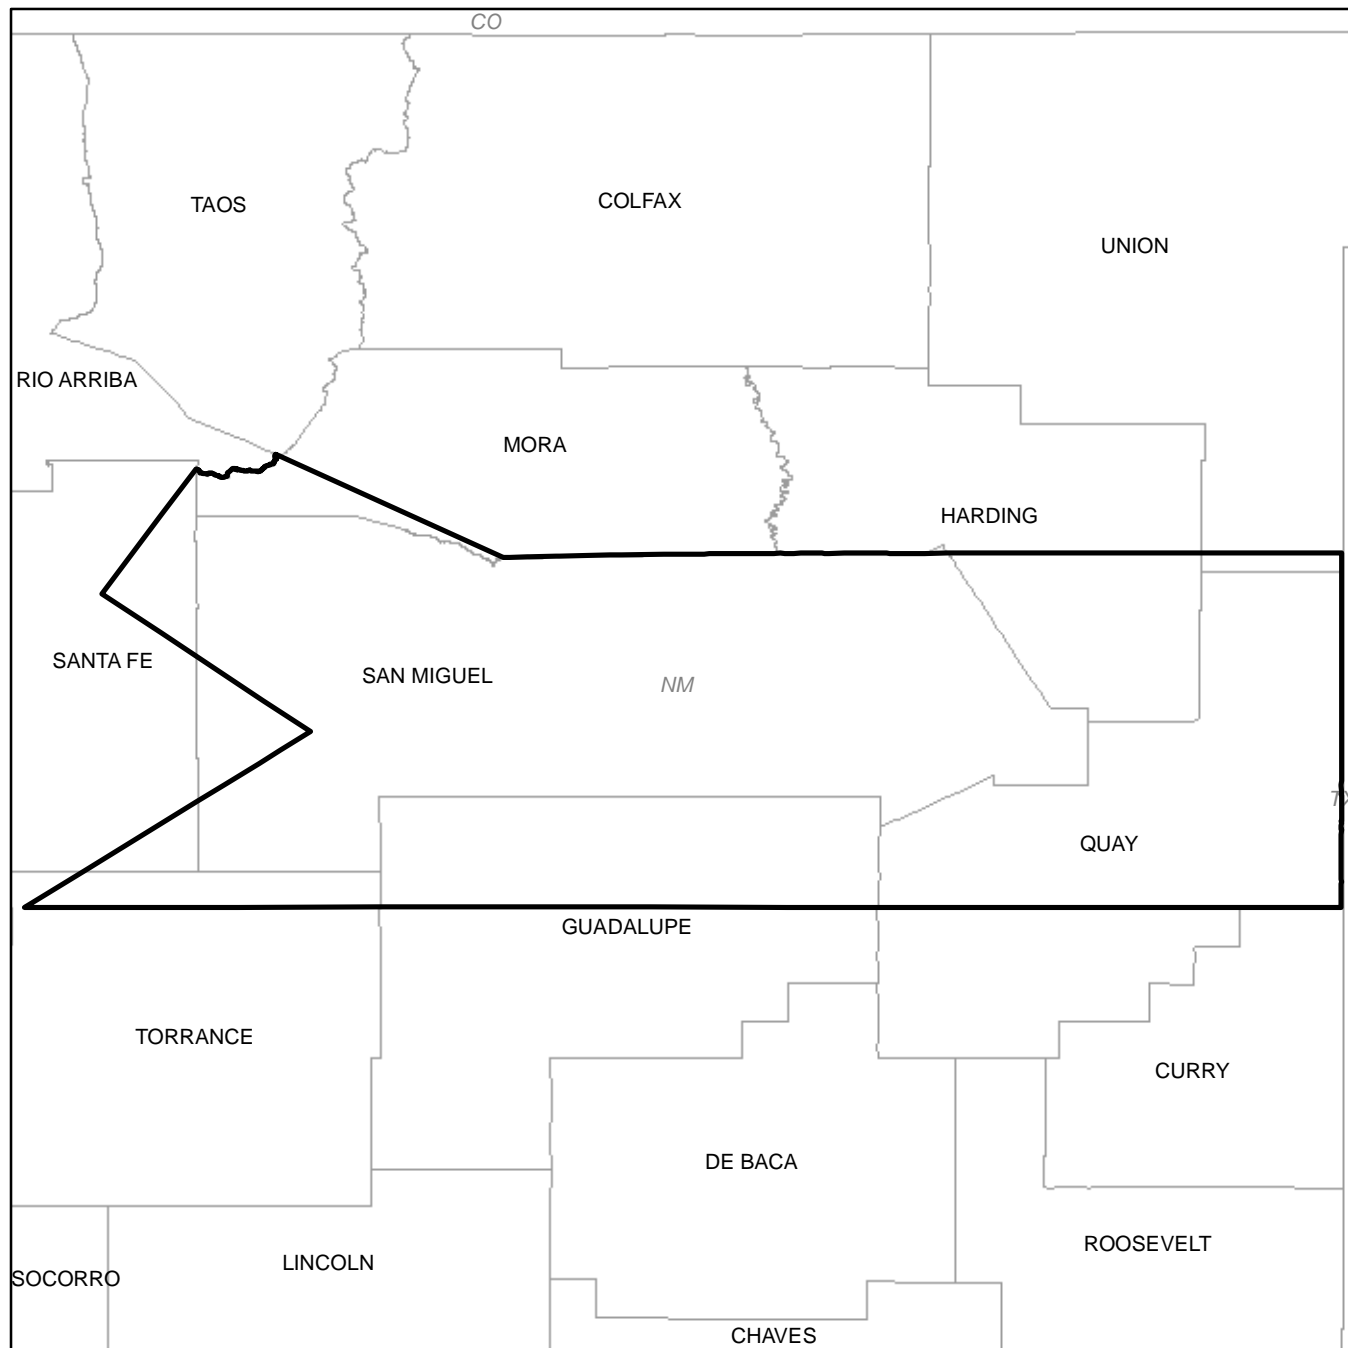 CO
TAOS
COLFAX
UNION
RIO ARRIBA
MORA
HARDING
SANTA FE
SAN MIGUEL
NM
TX
QUAY
GUADALUPE
TORRANCE
CURRY
DE BACA
ROOSEVELT
LINCOLN
SOCORRO
CHAVES